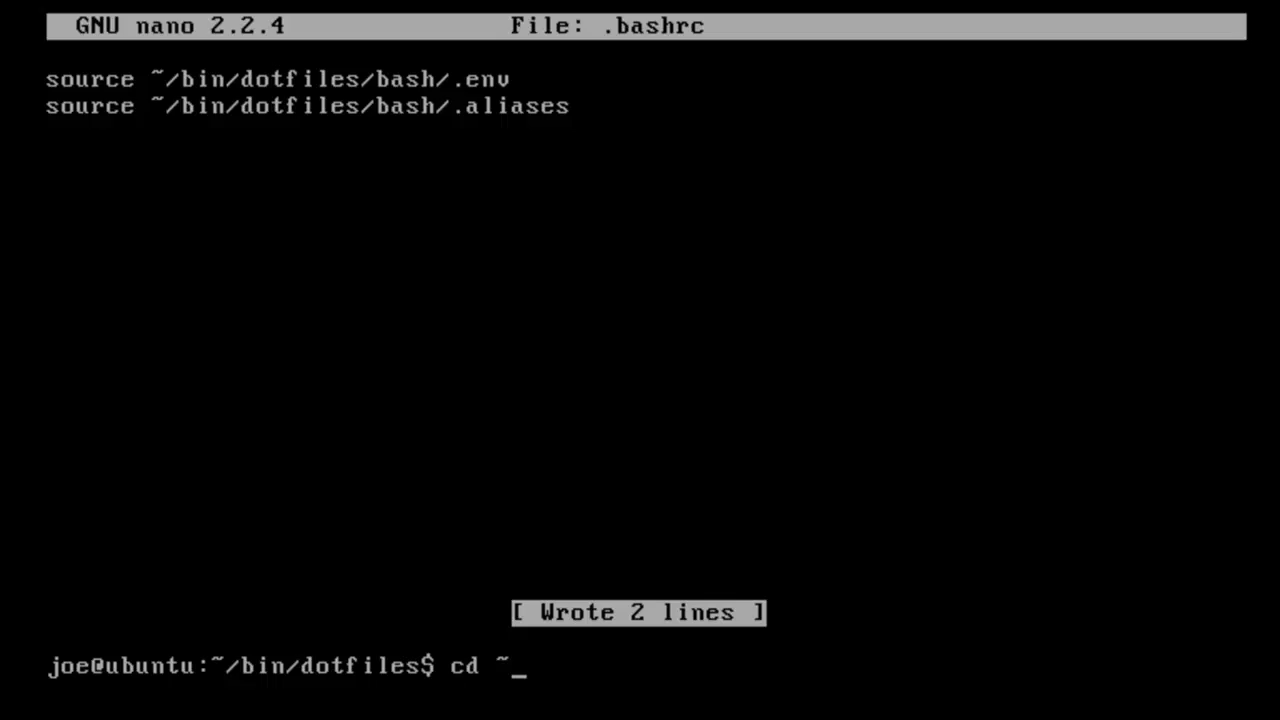 GNU nano 2.2.4 File: .bashrc
source ~/bin/dotfiles/bash/.env
source ~/bin/dotfiles/bash/.aliases
[ Wrote 2 lines ]
joe@ubuntu:~/bin/dotfiles$ cd ~_